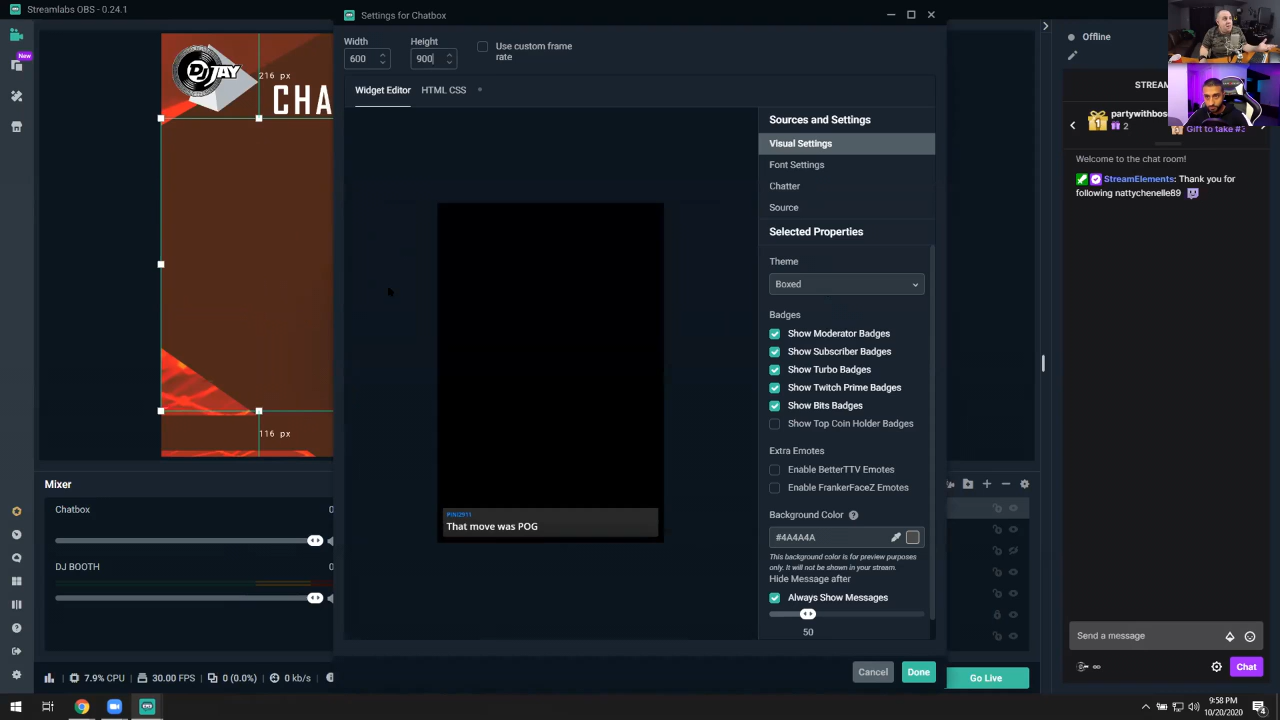 Streamlabs OBS - 0.24.1
Settings for Chatbox
Width
Height
600
900
Use custom frame
rate
Widget Editor
HTML CSS
Sources and Settings
Visual Settings
Font Settings
Chatter
Source
Selected Properties
Theme
Boxed
Badges
Show Moderator Badges
Show Subscriber Badges
Show Turbo Badges
Show Twitch Prime Badges
Show Bits Badges
Show Top Coin Holder Badges
Extra Emotes
Enable BetterTTV Emotes
Enable FrankerFaceZ Emotes
Background Color
#4A4A4A
This background color is for preview purposes
only. It will not be shown in your stream.
Hide Message after
Always Show Messages
50
Cancel
Done
That move was POG
New
DJ JAY
216 px
CHA
116 px
Mixer
Chatbox
0
DJ BOOTH
0
7.9% CPU
30.00 FPS
0 (0.0%)
0 kb/s
Go Live
Offline
STREAM
partywithbos
2
Gift to take #
Welcome to the chat room!
StreamElements: Thank you for
following nattychenelle89
Send a message
Chat
9:58 PM
10/20/2020
4